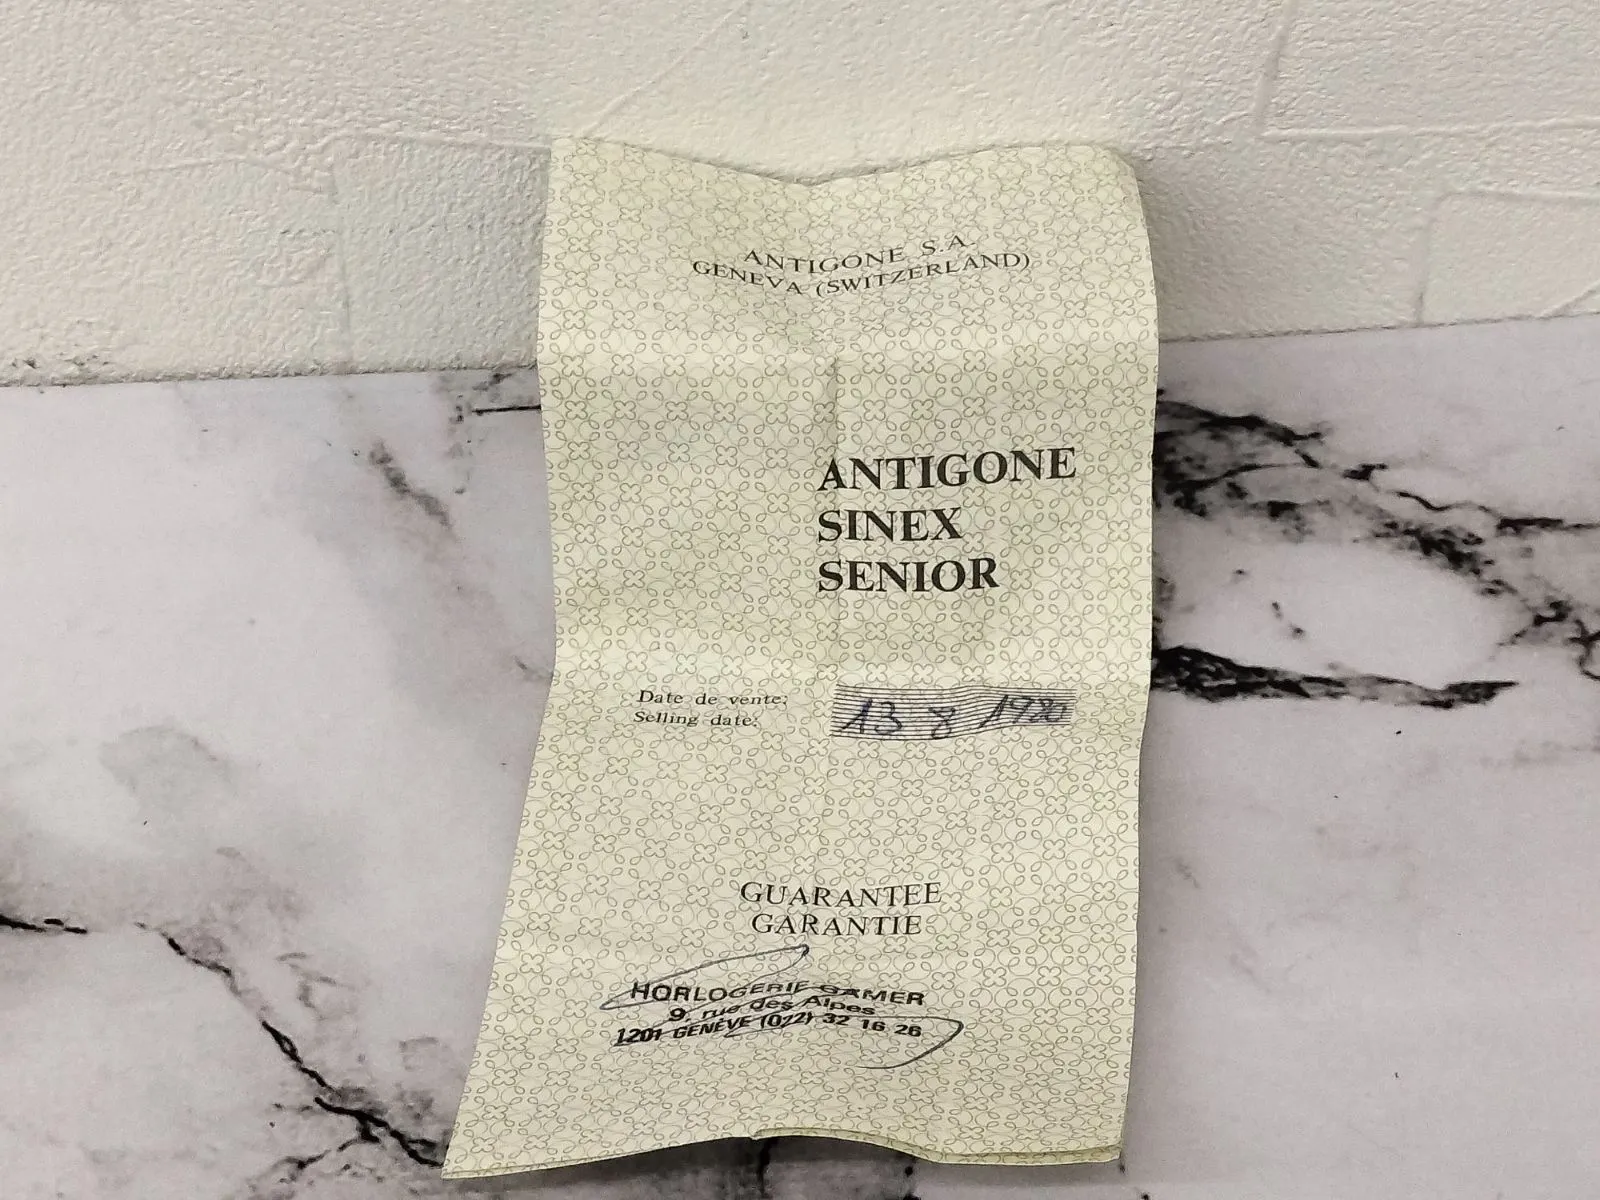 ANTIGONE S.A.
GENEVA (SWITZERLAND)
ANTIGONE
SINEX
SENIOR
Date de vente:
Selling date:
13 8 1980
GUARANTEE
GARANTIE
HORLOGERIE GAMER
9, rue des Alpes
1201 GENÈVE (022) 32 16 26